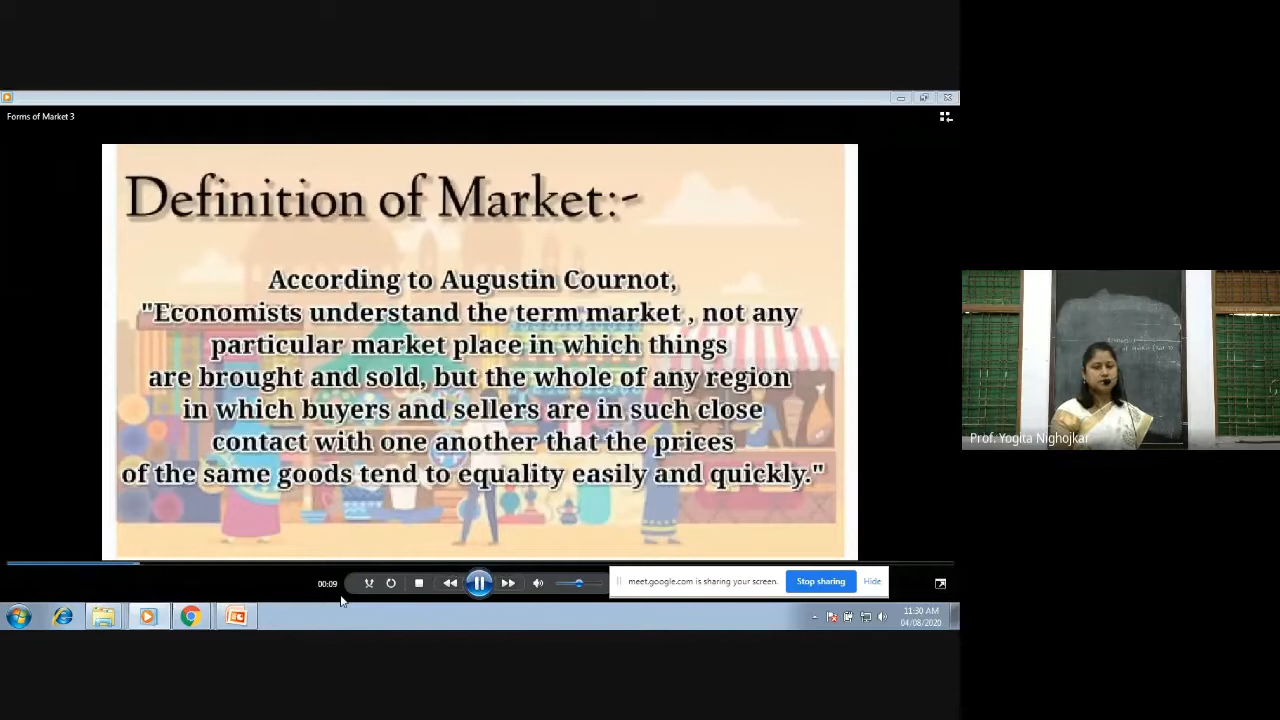 Forms of Market 3
Definition of Market:-
According to Augustin Cournot,
"Economists understand the term market , not any
particular market place in which things
are brought and sold, but the whole of any region
in which buyers and sellers are in such close
contact with one another that the prices
of the same goods tend to equality easily and quickly."
00:09
meet.google.com is sharing your screen.
Stop sharing
Hide
11:30 AM
04/08/2020
Prof. Yogita Nighojkar